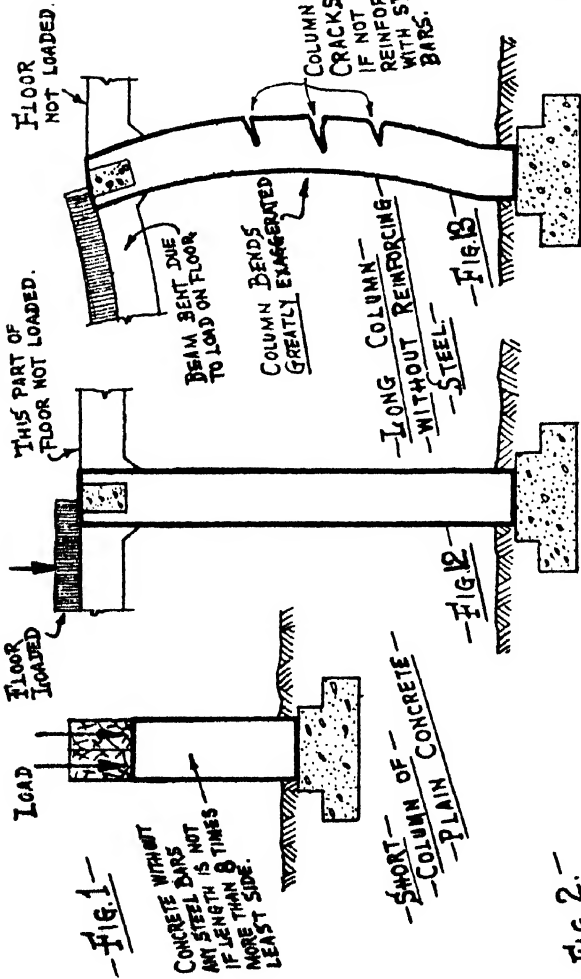 -FIG.1-
LOAD
CONCRETE WITHOUT
ANY STEEL BARS NOT
IF LENGTH IS NOT
MORE THAN 8 TIMES
LEAST SIDE.
-SHORT-
-COLUMN OF-
-PLAIN CONCRETE-
FLOOR
LOADED
THIS PART OF
FLOOR NOT LOADED.
-FIG.12-
FLOOR
NOT LOADED.
BEAM BENT DUE
TO LOAD ON FLOOR.
COLUMN BENDS
GREATLY EXAGGERATED
COLUMN
CRACKS
IF NOT
REINFOR
WITH ST
BARS.
-LONG COLUMN-
-WITHOUT REINFORCING-
-STEEL.-
-FIG.13-
FIG. 2.-